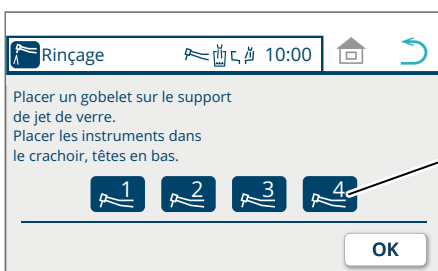 Rinçage 10:00
Placer un gobelet sur le support
de jet de verre.
Placer les instruments dans
le crachoir, têtes en bas.
1 2 3 4
OK